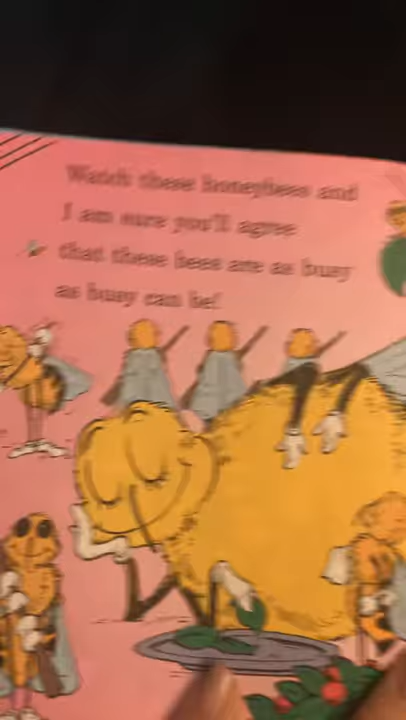 Watch these honeybees and
I am sure you'll agree
that these bees are as busy
as busy can be!